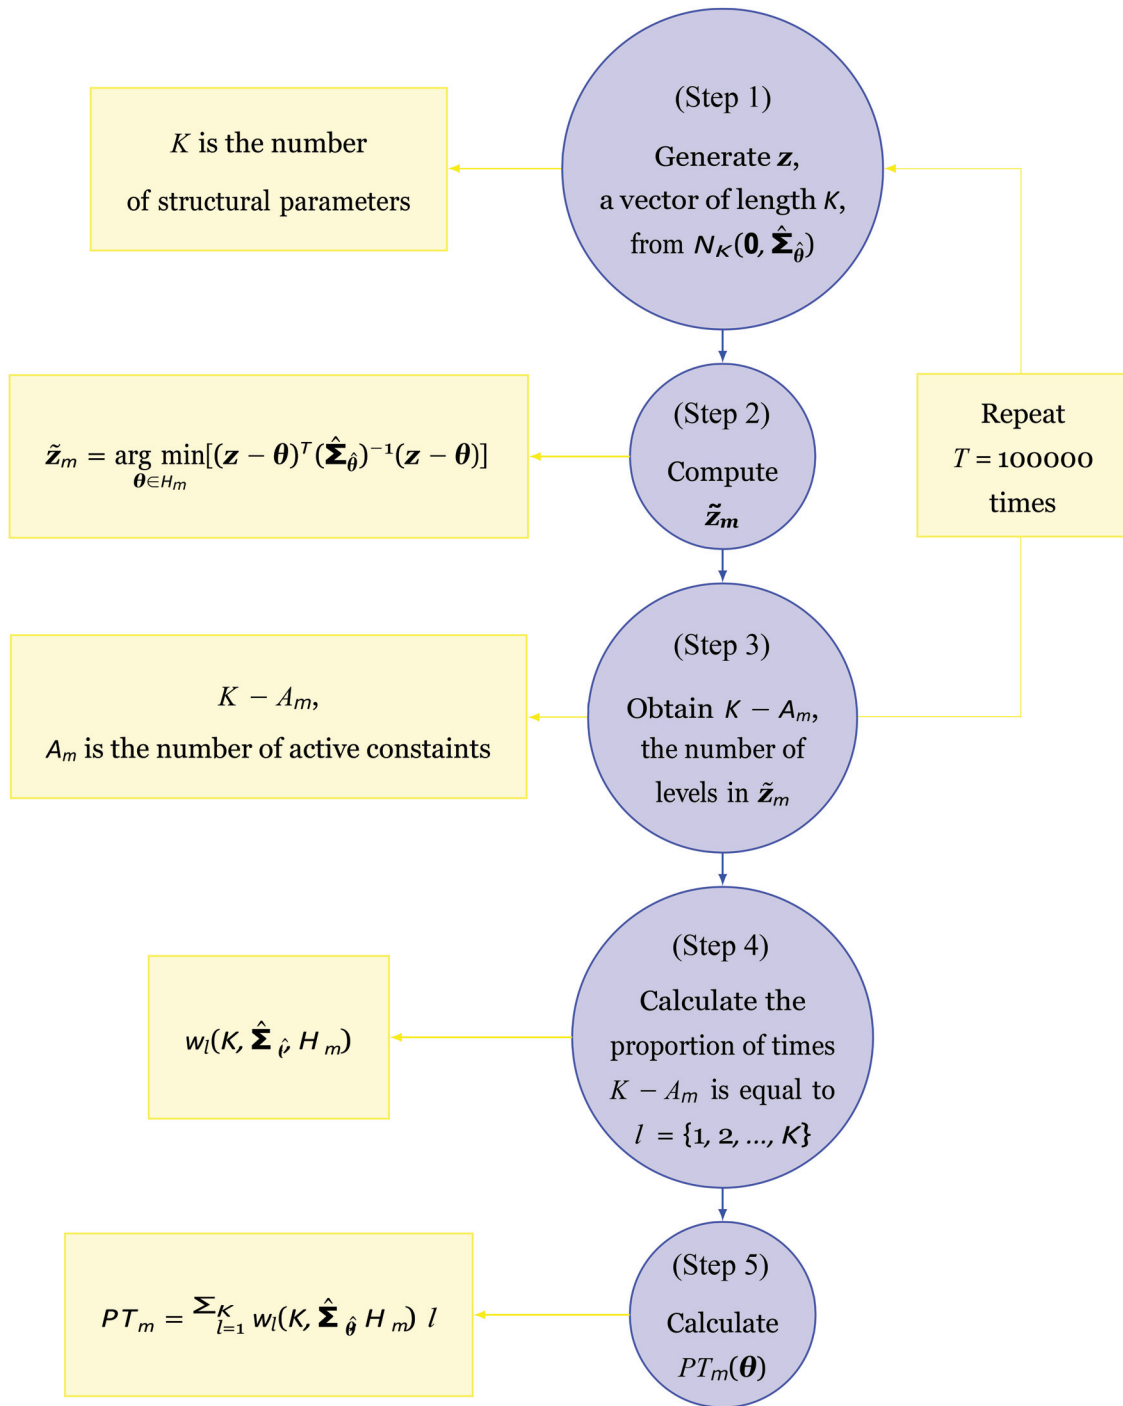 (Step 1)
Generate z,
a vector of length K,
from N_K(0, Σ̂_θ̂)
K is the number
of structural parameters
(Step 2)
Compute
z̃_m
z̃_m = arg min[(z − θ)^T(Σ̂_θ̂)^−1(z − θ)]
θ∈H_m
Repeat
T = 100000
times
(Step 3)
Obtain K − A_m,
the number of
levels in z̃_m
K − A_m,
A_m is the number of active constaints
(Step 4)
Calculate the
proportion of times
K − A_m is equal to
l = {1, 2, ..., K}
w_l(K, Σ̂_θ̂, H_m)
(Step 5)
Calculate
PT_m(θ)
PT_m = Σ_{l=1}^K w_l(K, Σ̂_θ̂ H_m) l